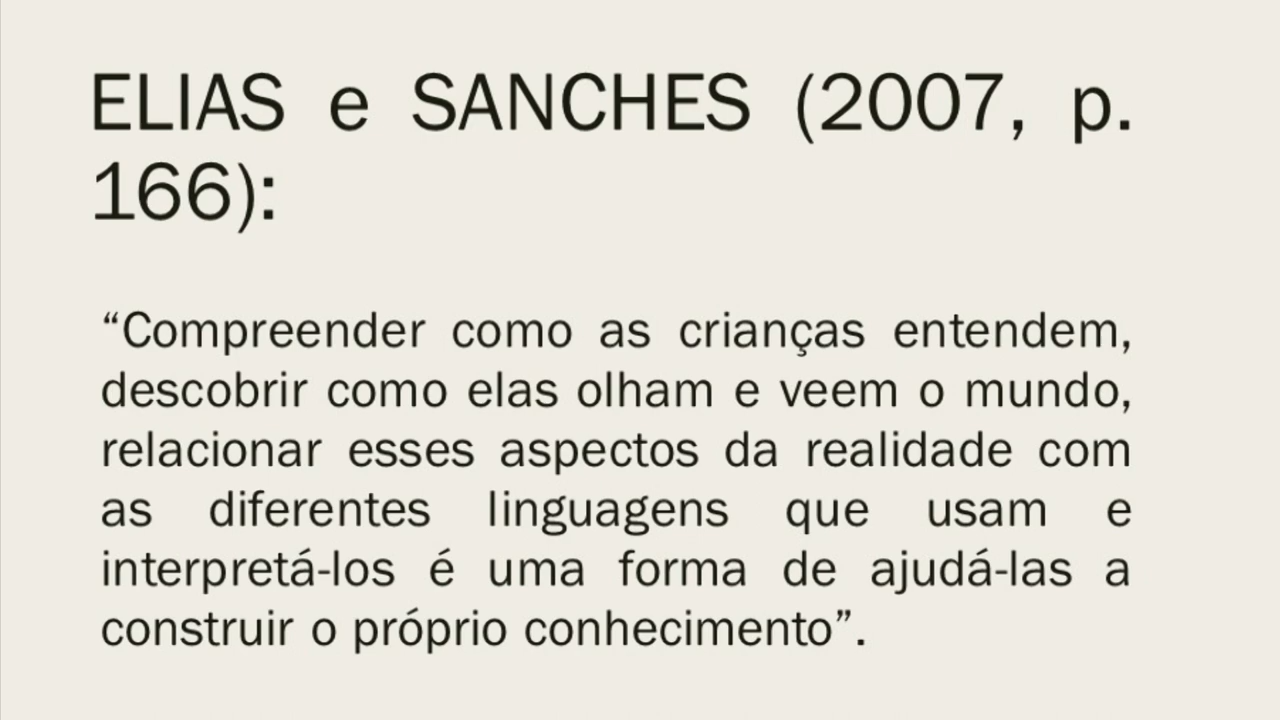 ELIAS e SANCHES (2007, p.
166):
“Compreender como as crianças entendem,
descobrir como elas olham e veem o mundo,
relacionar esses aspectos da realidade com
as diferentes linguagens que usam e
interpretá-los é uma forma de ajudá-las a
construir o próprio conhecimento”.